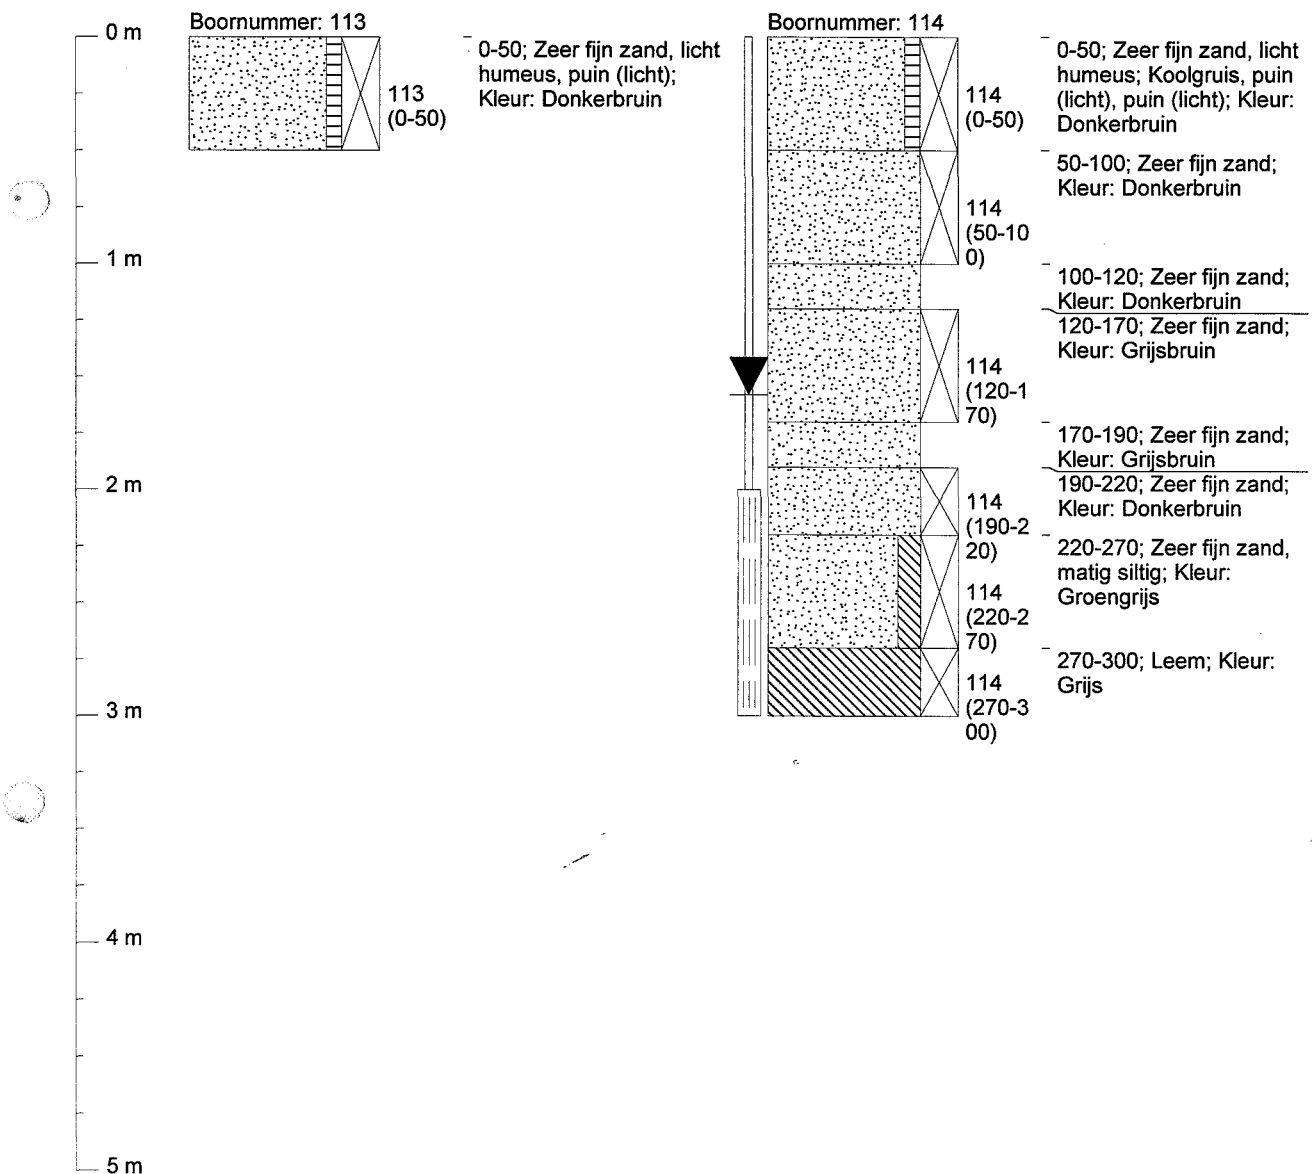 0 m
1 m
2 m
3 m
4 m
5 m
Boornummer: 113
113
(0-50)
0-50; Zeer fijn zand, licht
humeus, puin (licht);
Kleur: Donkerbruin
Boornummer: 114
114
(0-50)
114
(50-10
0)
114
(120-1
70)
114
(190-2
20)
114
(220-2
70)
114
(270-3
00)
0-50; Zeer fijn zand, licht
humeus; Koolgruis, puin
(licht), puin (licht); Kleur:
Donkerbruin
50-100; Zeer fijn zand;
Kleur: Donkerbruin
100-120; Zeer fijn zand;
Kleur: Donkerbruin
120-170; Zeer fijn zand;
Kleur: Grijsbruin
170-190; Zeer fijn zand;
Kleur: Grijsbruin
190-220; Zeer fijn zand;
Kleur: Donkerbruin
220-270; Zeer fijn zand,
matig siltig; Kleur:
Groengrijs
270-300; Leem; Kleur:
Grijs